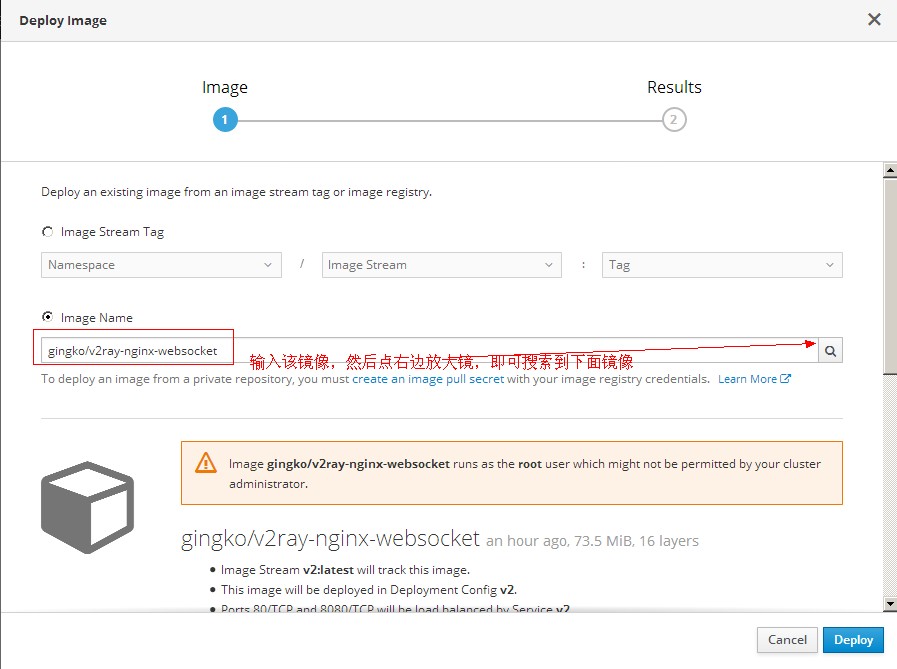 Deploy Image
Image
Results
1
2
Deploy an existing image from an image stream tag or image registry.
Image Stream Tag
Namespace / Image Stream : Tag
Image Name
gingko/v2ray-nginx-websocket
输入该镜像，然后点右边放大镜，即可搜索到下面镜像
To deploy an image from a private repository, you must create an image pull secret with your image registry credentials. Learn More
Image gingko/v2ray-nginx-websocket runs as the root user which might not be permitted by your cluster
administrator.
gingko/v2ray-nginx-websocket an hour ago, 73.5 MiB, 16 layers
Image Stream v2:latest will track this image.
This image will be deployed in Deployment Config v2.
Ports 80/TCP and 8080/TCP will be load balanced by Service v2
Cancel
Deploy